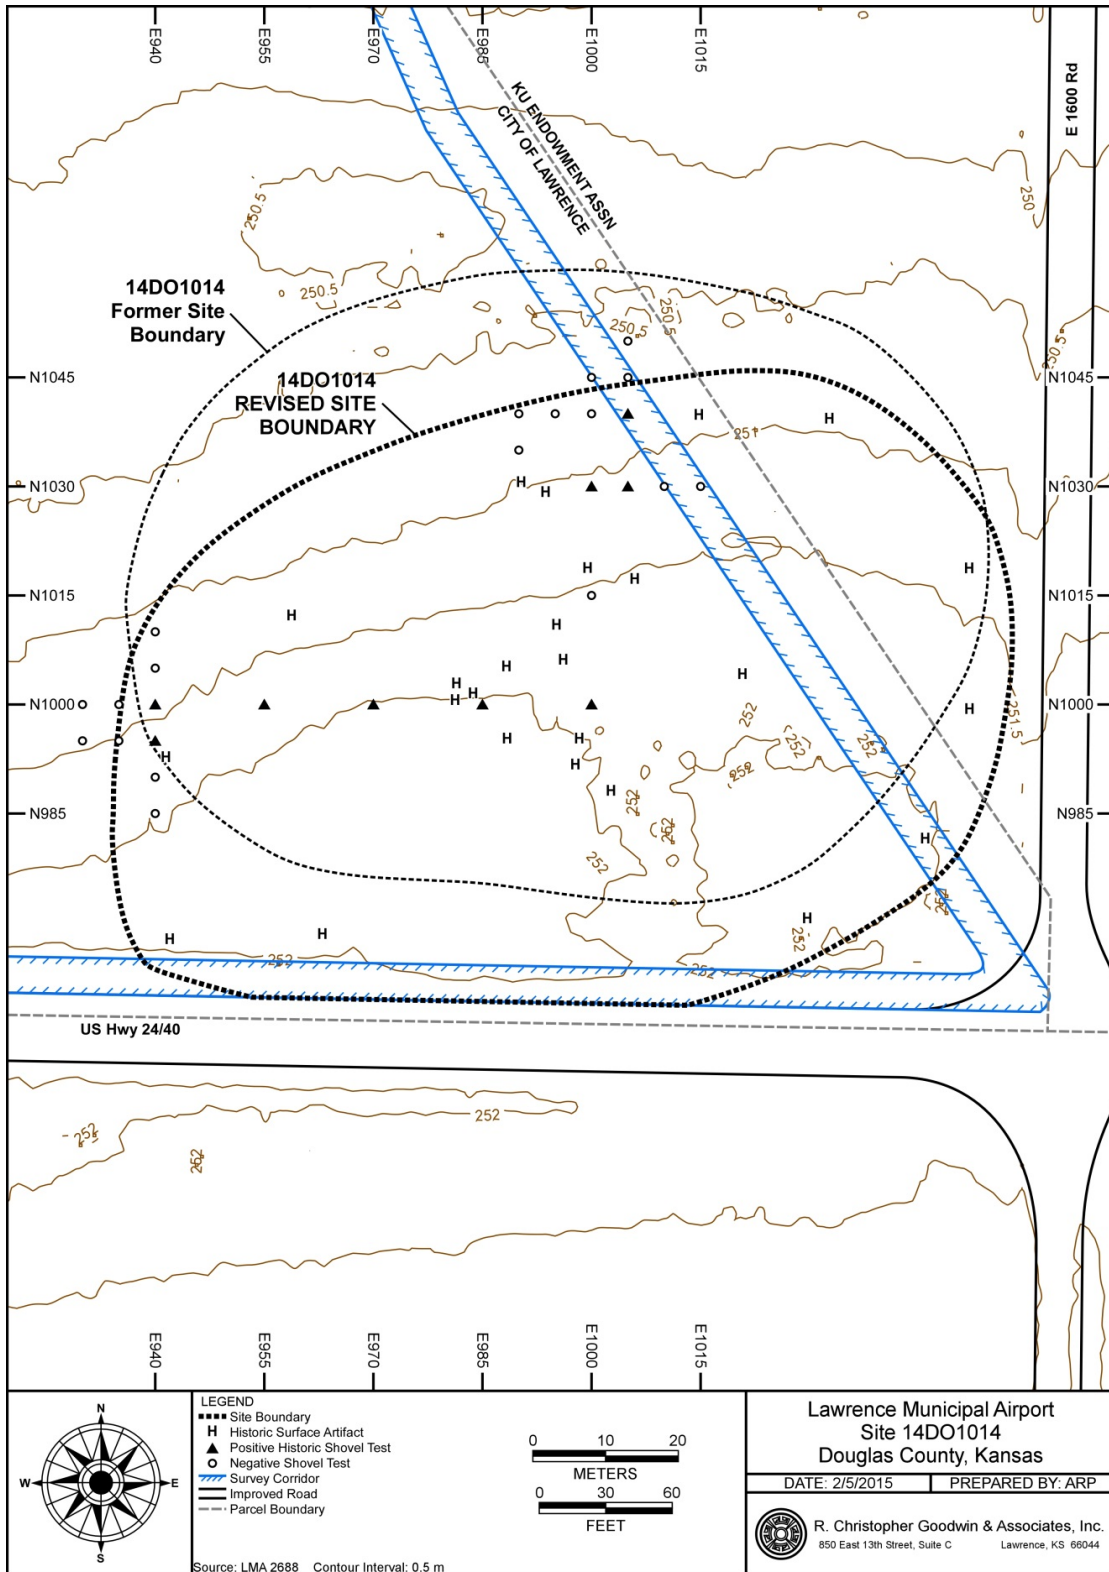 E940
E955
E970
E985
E1000
E1015
E 1600 Rd
KU ENDOWMENT ASSN
CITY OF LAWRENCE
250.5
250
14DO1014
Former Site
Boundary
250.5
250.5
250.5
250.5
N1045
N1045
14DO1014
REVISED SITE
BOUNDARY
H
H
251
N1030
N1030
H
H
H
H
H
N1015
N1015
H
H
H
H
H
H
H
H
N1000
N1000
H
252
251.5
H
H
252
252
H
H
252
H
252
N985
N985
252
H
252
252
H
H
H
252
252
252
US Hwy 24/40
252
252
252
E940
E955
E970
E985
E1000
E1015
N
W
E
S
LEGEND
Site Boundary
H Historic Surface Artifact
Positive Historic Shovel Test
Negative Shovel Test
Survey Corridor
Improved Road
Parcel Boundary
Source: LMA 2688 Contour Interval: 0.5 m
0 10 20
METERS
0 30 60
FEET
Lawrence Municipal Airport
Site 14DO1014
Douglas County, Kansas
DATE: 2/5/2015 PREPARED BY: ARP
R. Christopher Goodwin & Associates, Inc.
850 East 13th Street, Suite C Lawrence, KS 66044